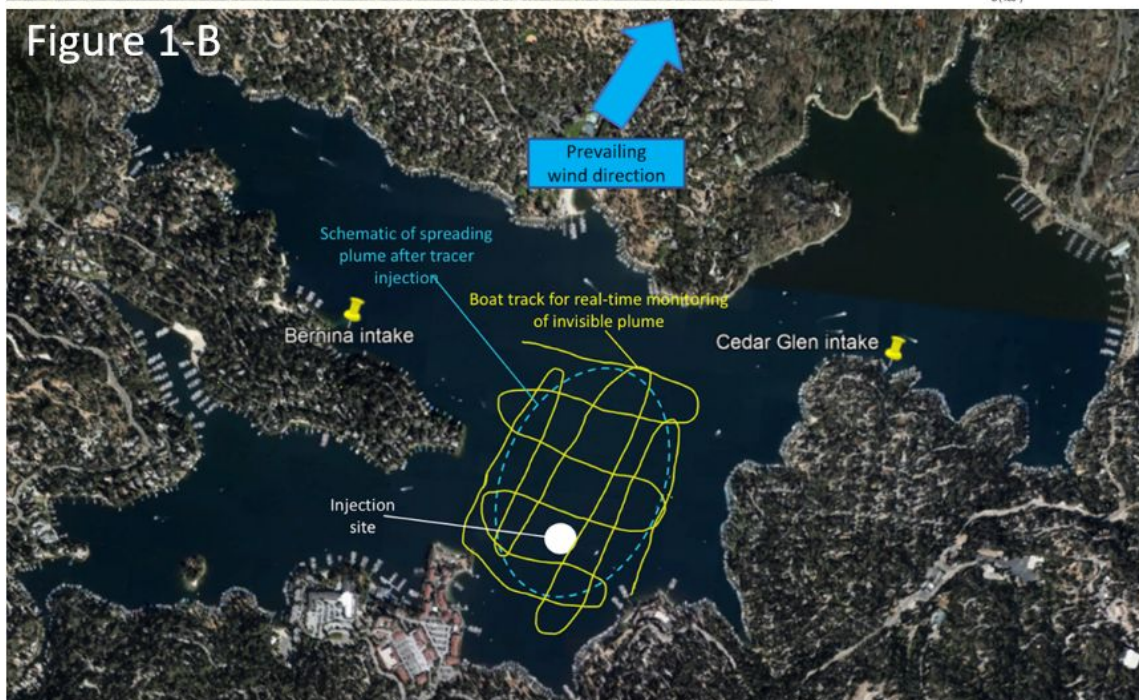 Figure 1-B
Prevailing
wind direction
Schematic of spreading
plume after tracer
injection
Boat track for real-time monitoring
of invisible plume
Bernina intake
Cedar Glen intake
Injection
site